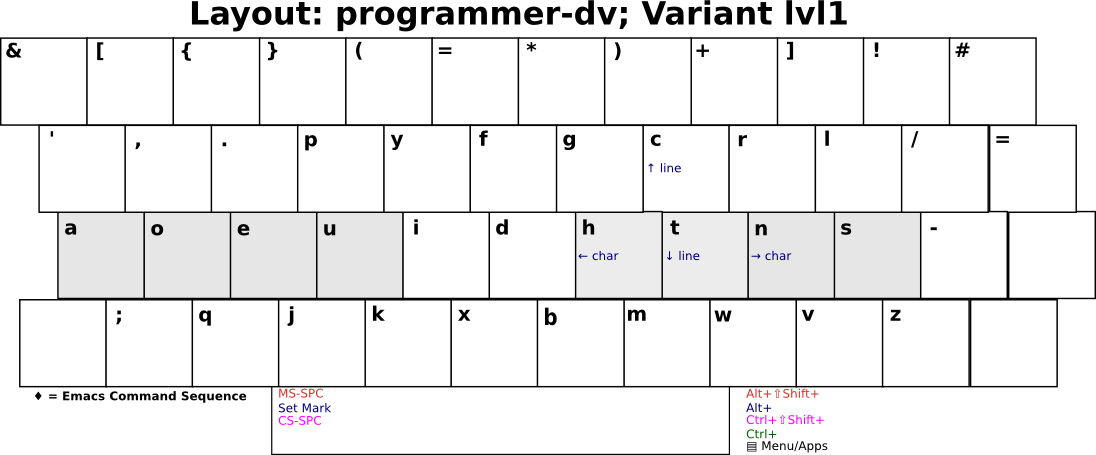 Layout: programmer-dv; Variant lvl1
& [ { } ( = * ) + ] ! #
' , . p y f g c r l / =
↑ line
a o e u i d h t n s -
← char ↓ line → char
; q j k x b m w v z
♦ = Emacs Command Sequence
MS-SPC
Set Mark
CS-SPC
Alt+⇧Shift+
Alt+
Ctrl+⇧Shift+
Ctrl+
▤ Menu/Apps